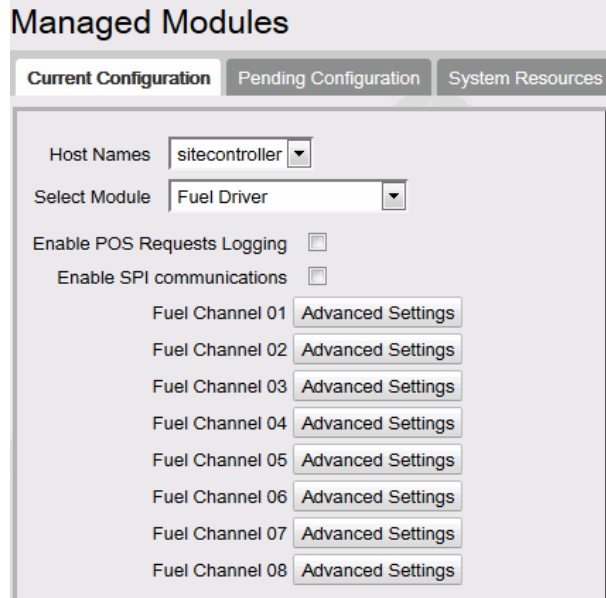 Managed Modules
Current Configuration Pending Configuration System Resources
Host Names sitecontroller
Select Module Fuel Driver
Enable POS Requests Logging
Enable SPI communications
Fuel Channel 01 Advanced Settings
Fuel Channel 02 Advanced Settings
Fuel Channel 03 Advanced Settings
Fuel Channel 04 Advanced Settings
Fuel Channel 05 Advanced Settings
Fuel Channel 06 Advanced Settings
Fuel Channel 07 Advanced Settings
Fuel Channel 08 Advanced Settings